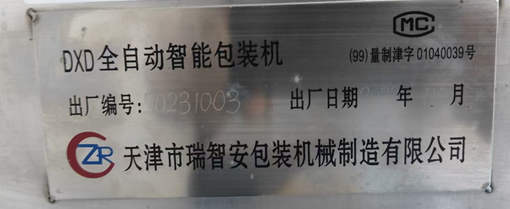 MC
DXD全自动智能包装机
(99)量制津字01040039号
出厂编号: 0231003 出厂日期 年 月
ZR 天津市瑞智安包装机械制造有限公司